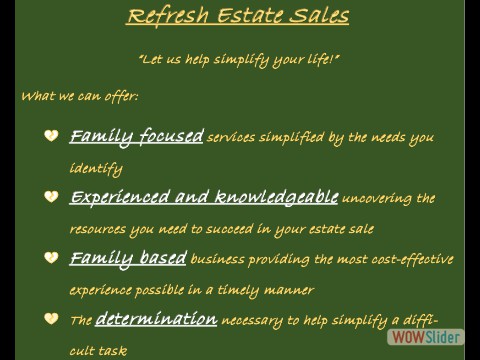 Refresh Estate Sales
"Let us help simplify your life!"
What we can offer:
Family focused services simplified by the needs you
identify
Experienced and knowledgeable uncovering the
resources you need to succeed in your estate sale
Family based business providing the most cost-effective
experience possible in a timely manner
The determination necessary to help simplify a diffi-
cult task
WOWSlider